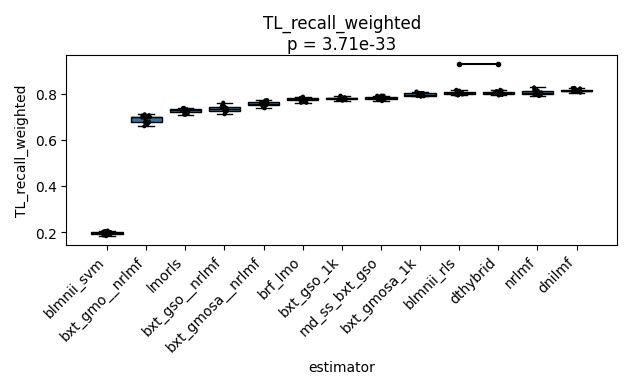 TL_recall_weighted
p = 3.71e-33
TL_recall_weighted
0.8
0.6
0.4
0.2
blmnii_svm
bxt_gmo__nrlmf
lmorls
bxt_gso__nrlmf
bxt_gmosa__nrlmf
brf_lmo
bxt_gso_1k
md_ss_bxt_gso
bxt_gmosa_1k
blmnii_rls
dthybrid
nrlmf
dnilmf
estimator